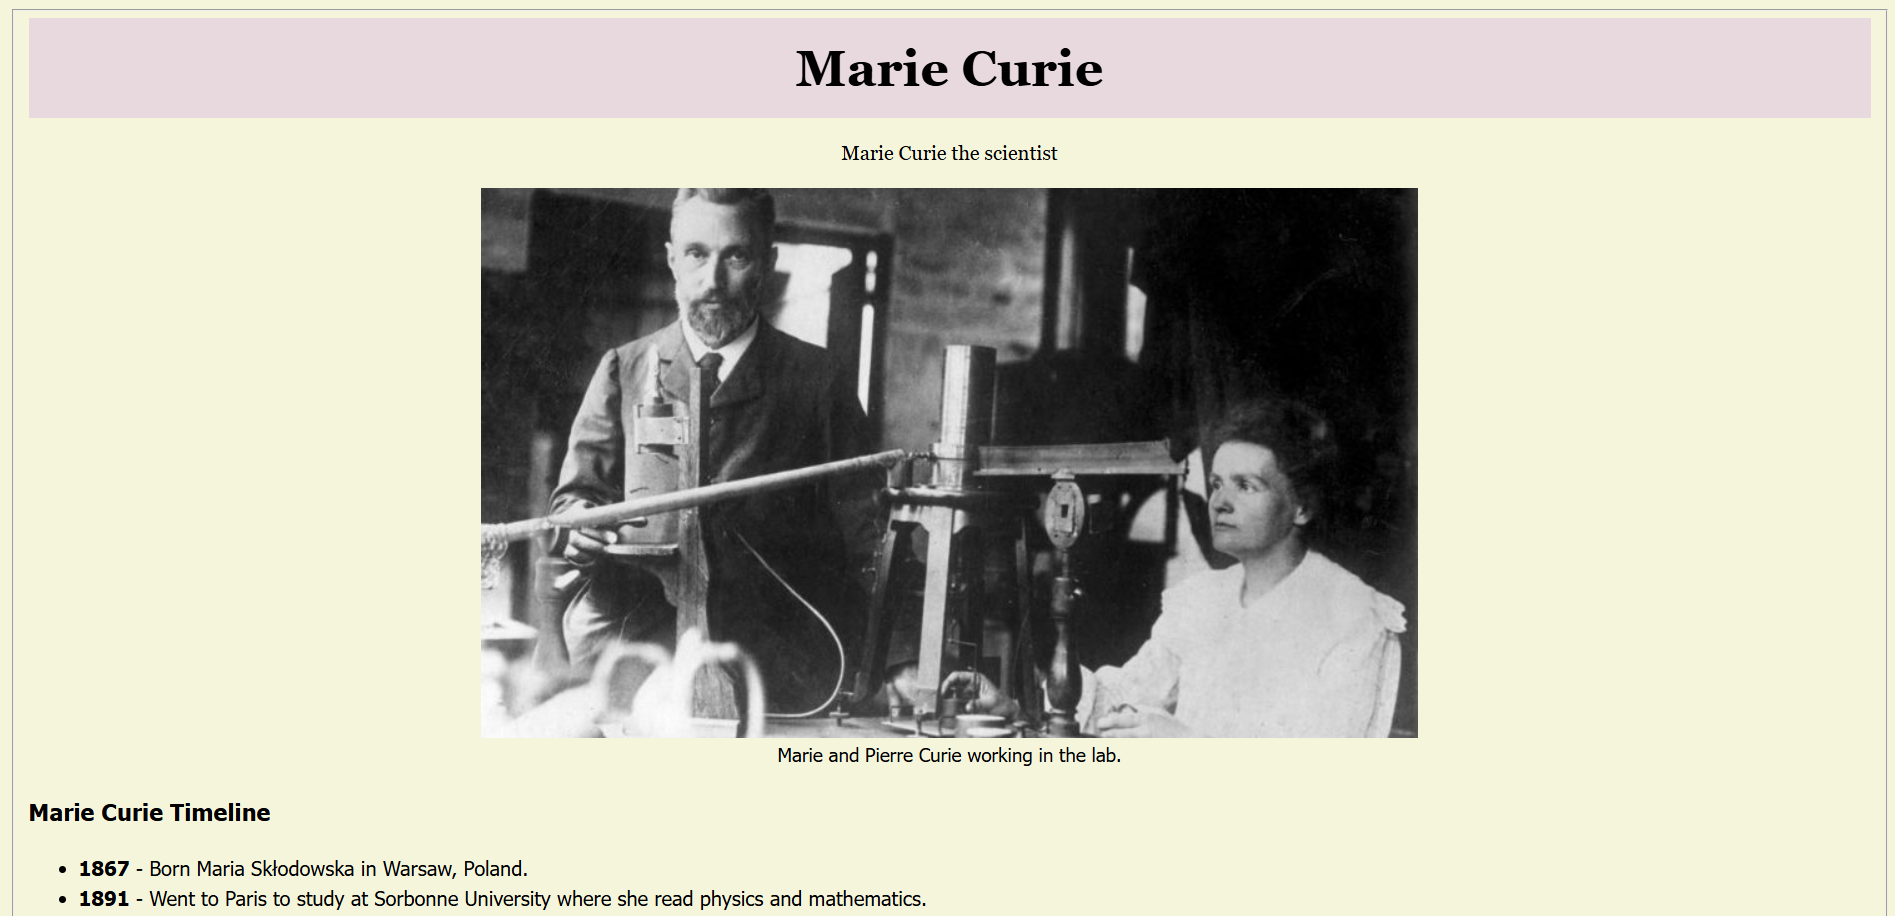 Marie Curie
Marie Curie the scientist
Marie and Pierre Curie working in the lab.
Marie Curie Timeline
• 1867 - Born Maria Skłodowska in Warsaw, Poland.
• 1891 - Went to Paris to study at Sorbonne University where she read physics and mathematics.